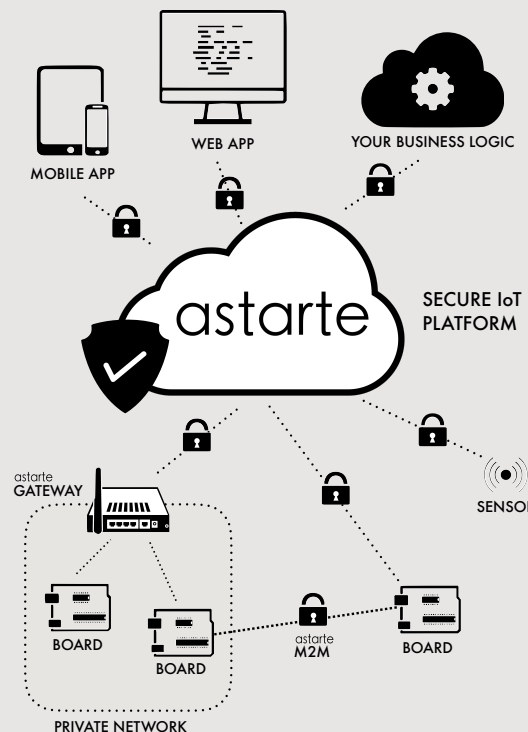 WEB APP
YOUR BUSINESS LOGIC
MOBILE APP
astarte
SECURE IoT
PLATFORM
astarte
GATEWAY
SENSOR
BOARD
BOARD
astarte
M2M
BOARD
PRIVATE NETWORK